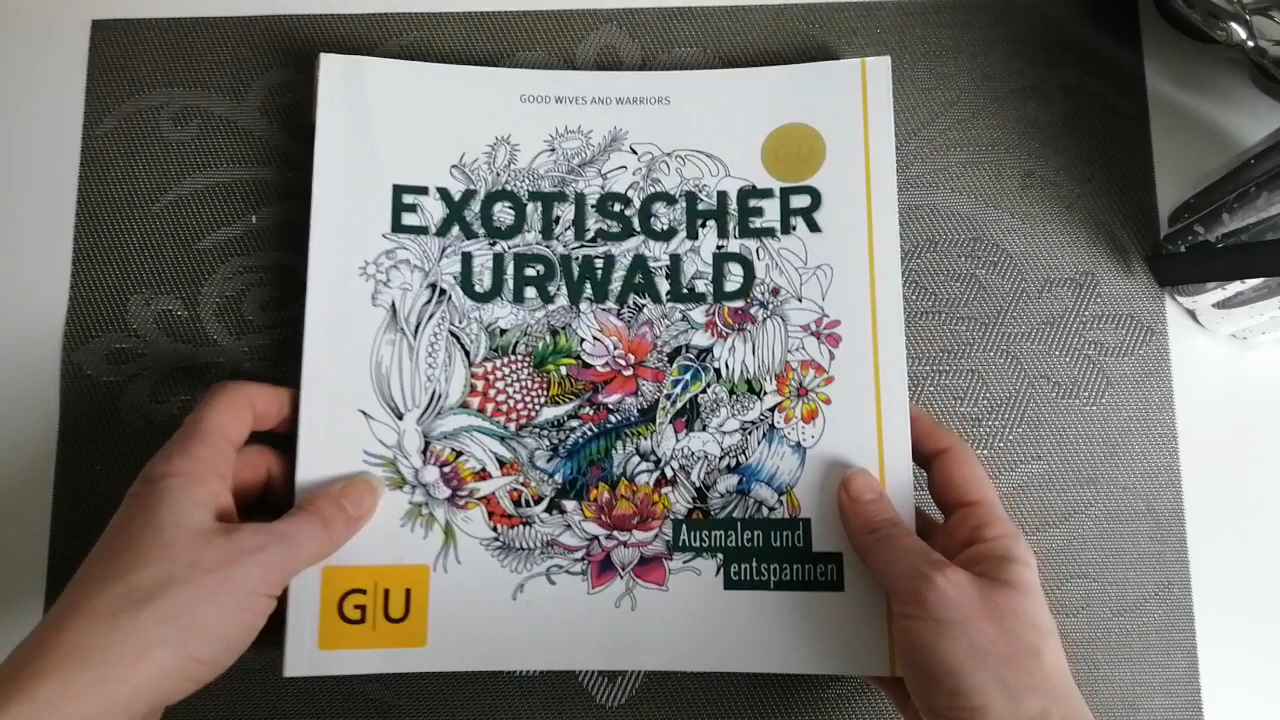 GOOD WIVES AND WARRIORS
GU
EXOTISCHER
URWALD
Ausmalen und
entspannen
G|U